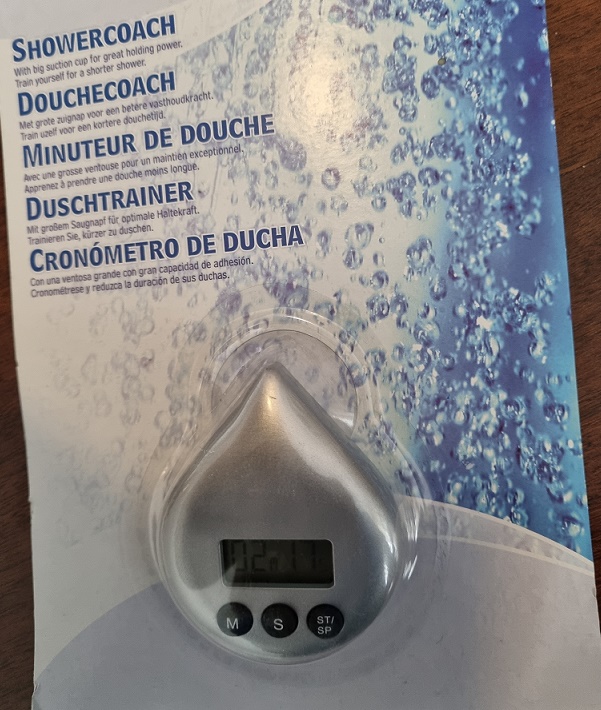 SHOWERCOACH
With big suction cup for great holding power.
Train yourself for a shorter shower.
DOUCHECOACH
Met grote zuignap voor een betere vasthoudkracht.
Train uzelf voor een kortere douchetijd.
MINUTEUR DE DOUCHE
Avec une grosse ventouse pour un maintien exceptionnel.
Apprenez à prendre une douche moins longue.
DUSCHTRAINER
Mit großem Saugnapf für optimale Haltekraft.
Trainieren Sie, kürzer zu duschen.
CRONÓMETRO DE DUCHA
Con una ventosa grande con gran capacidad de adhesión.
Cronométrese y reduzca la duración de sus duchas.
M S ST/
SP